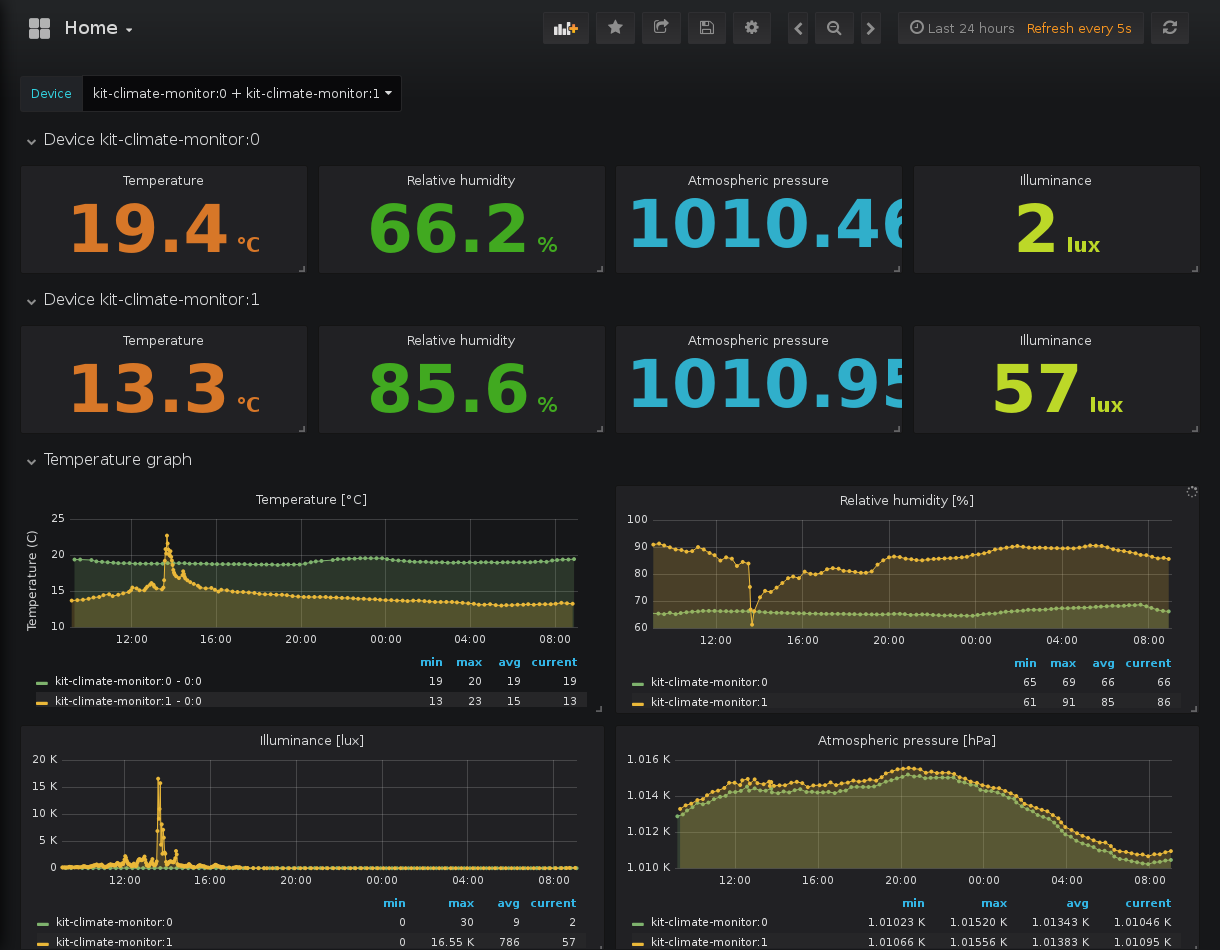 Home
Last 24 hours Refresh every 5s
Device kit-climate-monitor:0 + kit-climate-monitor:1
Device kit-climate-monitor:0
Temperature
19.4 °C
Relative humidity
66.2 %
Atmospheric pressure
1010.46
Illuminance
2 lux
Device kit-climate-monitor:1
Temperature
13.3 °C
Relative humidity
85.6 %
Atmospheric pressure
1010.95
Illuminance
57 lux
Temperature graph
Temperature [°C]
Temperature (C)
25
20
15
10
12:00 16:00 20:00 00:00 04:00 08:00
min max avg current
kit-climate-monitor:0 - 0:0 19 20 19 19
kit-climate-monitor:1 - 0:0 13 23 15 13
Relative humidity [%]
100
90
80
70
60
12:00 16:00 20:00 00:00 04:00 08:00
min max avg current
kit-climate-monitor:0 65 69 66 66
kit-climate-monitor:1 61 91 85 86
Illuminance [lux]
20 K
15 K
10 K
5 K
0
12:00 16:00 20:00 00:00 04:00 08:00
min max avg current
kit-climate-monitor:0 0 30 9 2
kit-climate-monitor:1 0 16.55 K 786 57
Atmospheric pressure [hPa]
1.016 K
1.014 K
1.012 K
1.010 K
12:00 16:00 20:00 00:00 04:00 08:00
min max avg current
kit-climate-monitor:0 1.01023 K 1.01520 K 1.01343 K 1.01046 K
kit-climate-monitor:1 1.01066 K 1.01556 K 1.01383 K 1.01095 K